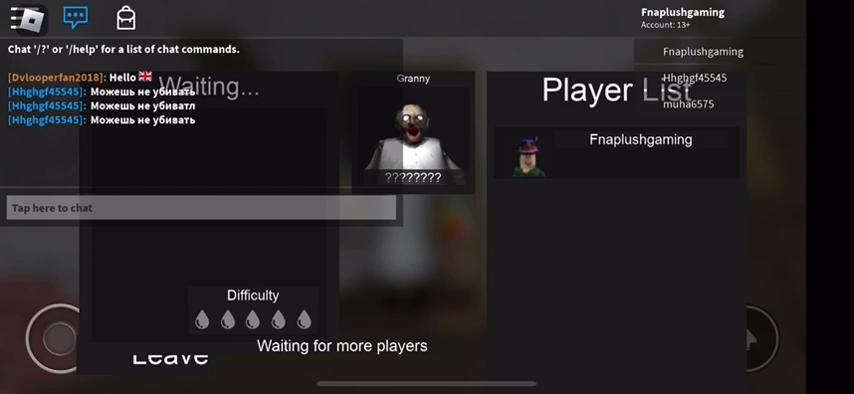 Fnaplushgaming
Account: 13+
Chat '/?' or '/help' for a list of chat commands.
Fnaplushgaming
[Dvlooperfan2018]: Hello
Waiting...
Granny
Player List
Hhghgf45545
[Hhghgf45545]: Можешь не убивать
[Hhghgf45545]: Можешь не убиватл
muha6575
[Hhghgf45545]: Можешь не убивать
Fnaplushgaming
????????
Tap here to chat
Difficulty
Waiting for more players
Leave